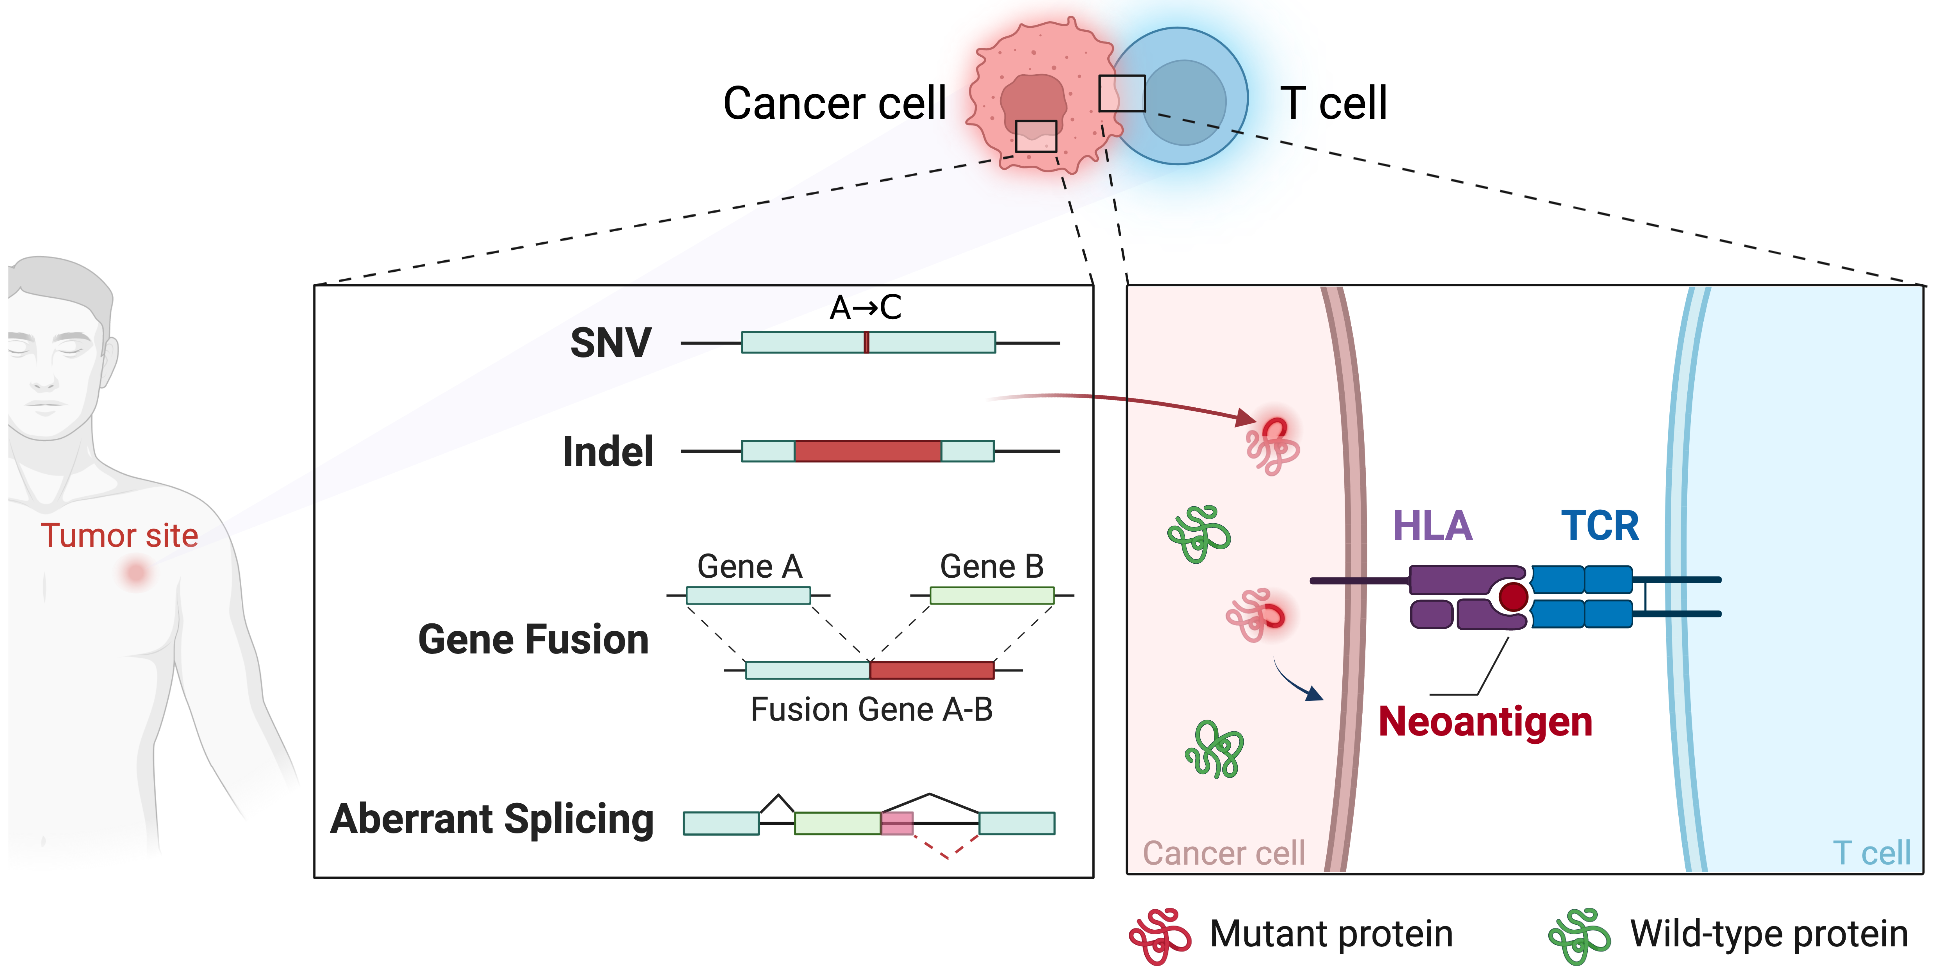 Cancer cell
T cell
Tumor site
A→C
SNV
Indel
Gene A
Gene B
Gene Fusion
Fusion Gene A-B
Aberrant Splicing
HLA
TCR
Neoantigen
Cancer cell
T cell
Mutant protein
Wild-type protein